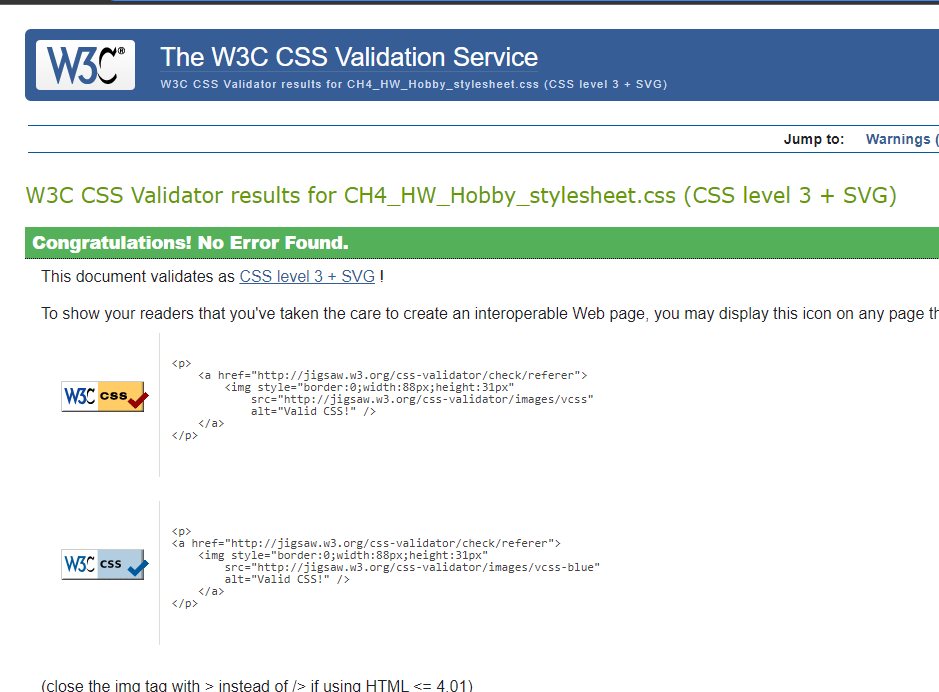 W3C®
The W3C CSS Validation Service
W3C CSS Validator results for CH4_HW_Hobby_stylesheet.css (CSS level 3 + SVG)
Jump to: Warnings (
W3C CSS Validator results for CH4_HW_Hobby_stylesheet.css (CSS level 3 + SVG)
Congratulations! No Error Found.
This document validates as CSS level 3 + SVG !
To show your readers that you've taken the care to create an interoperable Web page, you may display this icon on any page th
W3C css
<p>
<a href="http://jigsaw.w3.org/css-validator/check/referer">
<img style="border:0;width:88px;height:31px"
src="http://jigsaw.w3.org/css-validator/images/vcss"
alt="Valid CSS!" />
</a>
</p>
W3C css
<p>
<a href="http://jigsaw.w3.org/css-validator/check/referer">
<img style="border:0;width:88px;height:31px"
src="http://jigsaw.w3.org/css-validator/images/vcss-blue"
alt="Valid CSS!" />
</a>
</p>
(close the img tag with > instead of /> if using HTML <= 4.01)